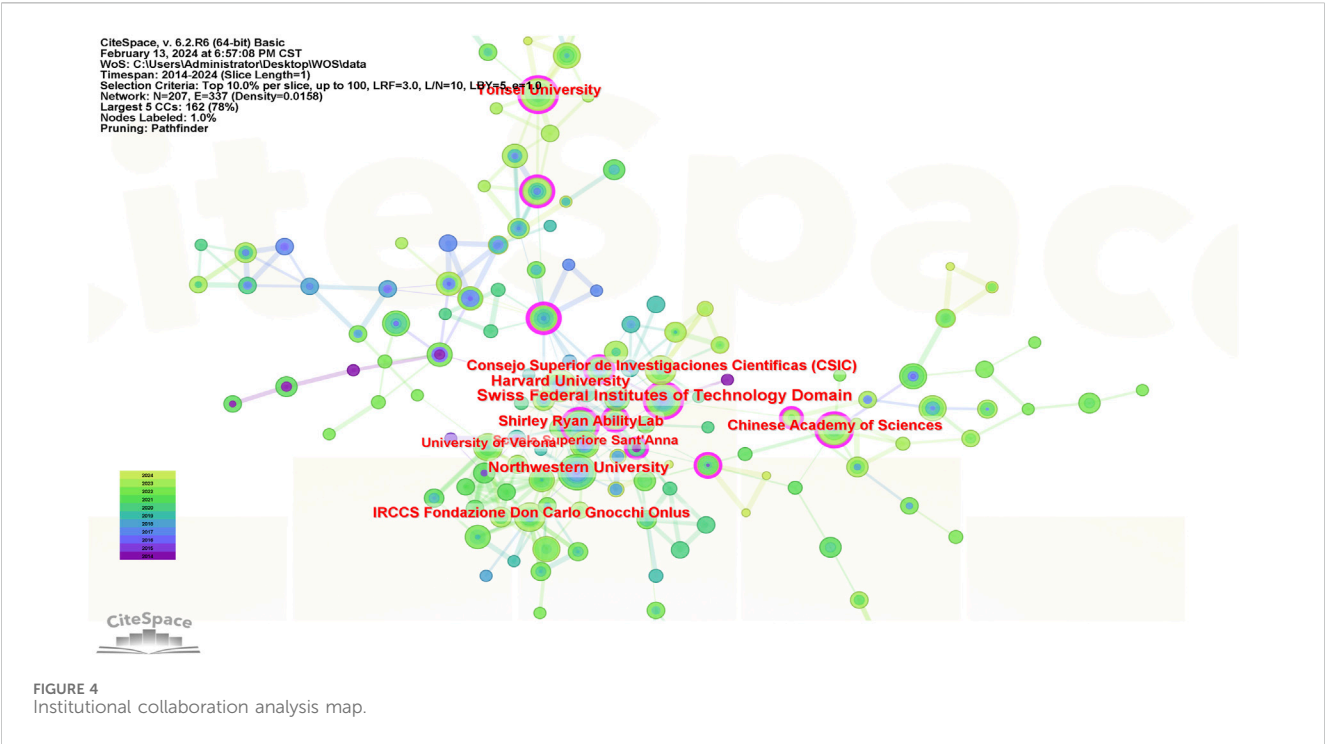 CiteSpace, v. 6.2.R6 (64-bit) Basic
February 13, 2024 at 6:57:08 PM CST
WoS: C:\Users\Administrator\Desktop\WOS\data
Timespan: 2014-2024 (Slice Length=1)
Selection Criteria: Top 10.0% per slice, up to 100, LRF=3.0, L/N=10, LBY=5, e=1.0
Network: N=207, E=337 (Density=0.0158)
Largest 5 CCs: 162 (78%)
Nodes Labeled: 1.0%
Pruning: Pathfinder
Yonsei University
CiteSpace
Consejo Superior de Investigaciones Cientificas (CSIC)
Harvard University
Swiss Federal Institutes of Technology Domain
Shirley Ryan AbilityLab
Chinese Academy of Sciences
University of Verona
Scuola Superiore Sant'Anna
Northwestern University
IRCCS Fondazione Don Carlo Gnocchi Onlus
2024
2023
2022
2021
2020
2019
2018
2017
2016
2015
2014
CiteSpace
FIGURE 4
Institutional collaboration analysis map.